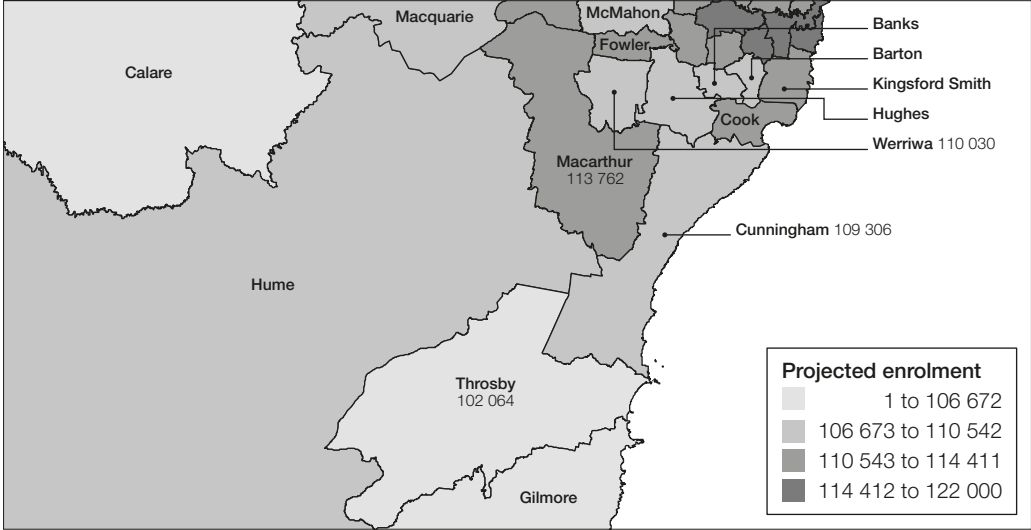 Macquarie
McMahon
Banks
Fowler
Barton
Calare
Kingsford Smith
Hughes
Cook
Werriwa 110 030
Macarthur
113 762
Cunningham 109 306
Hume
Throsby
102 064
Gilmore
Projected enrolment
1 to 106 672
106 673 to 110 542
110 543 to 114 411
114 412 to 122 000